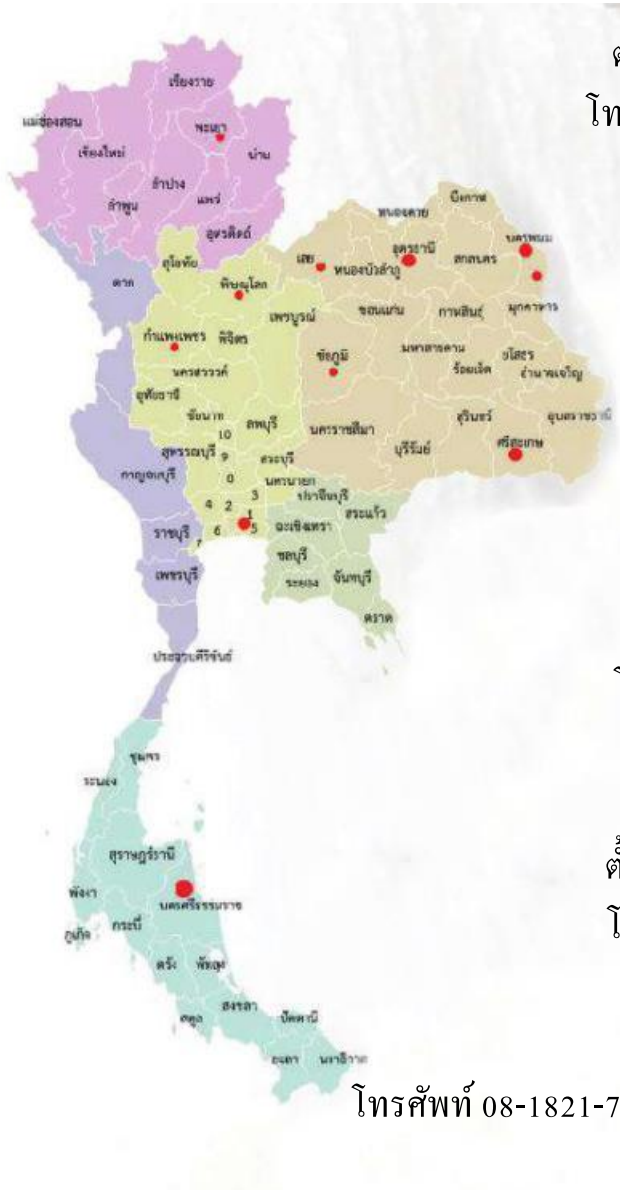 ต
โท
เชียงราย
แม่ฮ่องสอน
พะเยา
เชียงใหม่
น่าน
ลำปาง
แพร่
ลำพูน
อุตรดิตถ์
บึงกาฬ
หนองคาย
สุโขทัย
เลย
อุดรธานี
นครพนม
หนองบัวลำภู
สกลนคร
ตาก
พิษณุโลก
เพชรบูรณ์
ขอนแก่น
กาฬสินธุ์
มุกดาหาร
กำแพงเพชร
พิจิตร
ชัยภูมิ
มหาสารคาม
ยโสธร
ร้อยเอ็ด
อำนาจเจริญ
นครสวรรค์
อุทัยธานี
ชัยนาท
ลพบุรี
นครราชสีมา
สุรินทร์
อุบลราชธานี
10
สุพรรณบุรี
9
สระบุรี
บุรีรัมย์
ศรีสะเกษ
กาญจนบุรี
นครนายก
3
ปราจีนบุรี
4
2
1
สระแก้ว
ราชบุรี
6
5
ฉะเชิงเทรา
7
ชลบุรี
เพชรบุรี
ระยอง
จันทบุรี
ตราด
ประจวบคีรีขันธ์
โ
ชุมพร
ระนอง
สุราษฎร์ธานี
ตั้
พังงา
นครศรีธรรมราช
ภูเก็ต
กระบี่
โ
ตรัง
พัทลุง
สงขลา
สตูล
ปัตตานี
ยะลา
นราธิวาส
โทรศัพท์ 08-1821-7